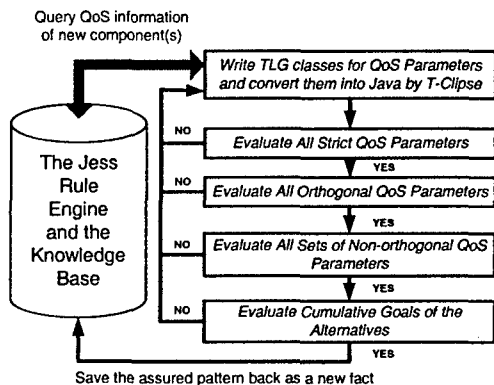 Query QoS information
of new component(s)
Write TLG classes for QoS Parameters
and convert them into Java by T-Clipse
NO
Evaluate All Strict QoS Parameters
YES
The Jess
Rule
Engine
and the
Knowledge
Base
NO
Evaluate All Orthogonal QoS Parameters
YES
NO
Evaluate All Sets of Non-orthogonal QoS
Parameters
YES
NO
Evaluate Cumulative Goals of the
Alternatives
YES
Save the assured pattern back as a new fact